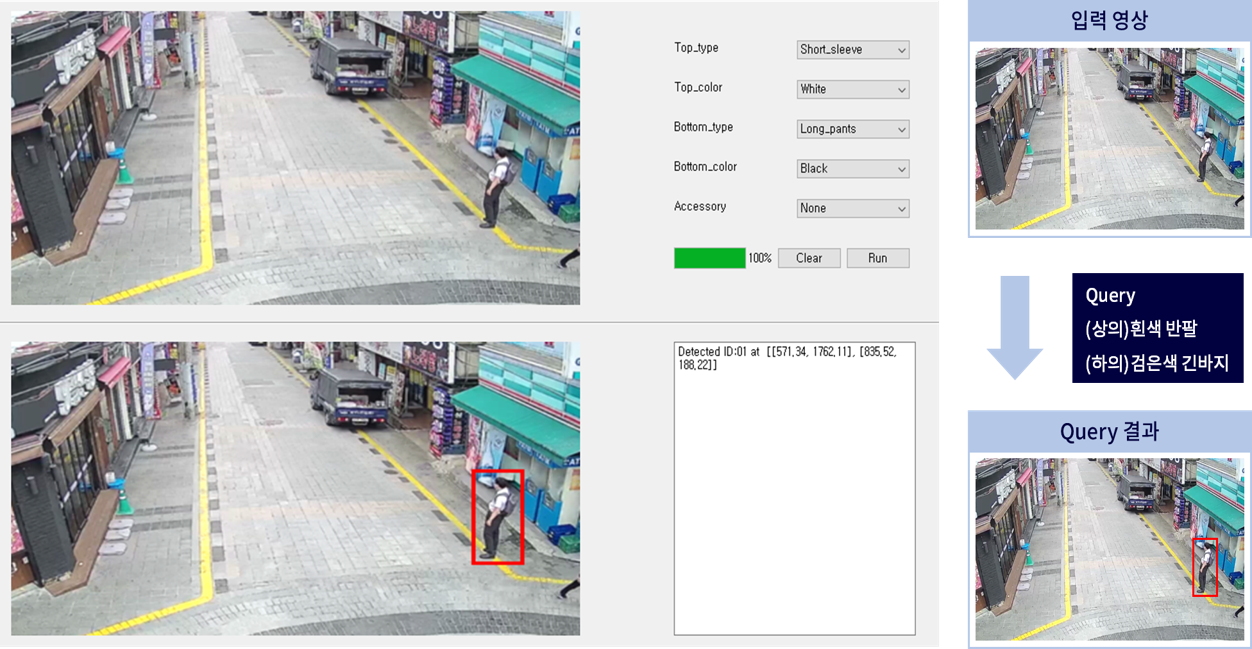 Top_type
Short_sleeve
Top_color
White
Bottom_type
Long_pants
Bottom_color
Black
Accessory
None
100%
Clear
Run
Detected ID:01 at [[571,34, 1762,11], [835,52,
188,22]]
입력 영상
Query
(상의)흰색 반팔
(하의)검은색 긴바지
Query 결과